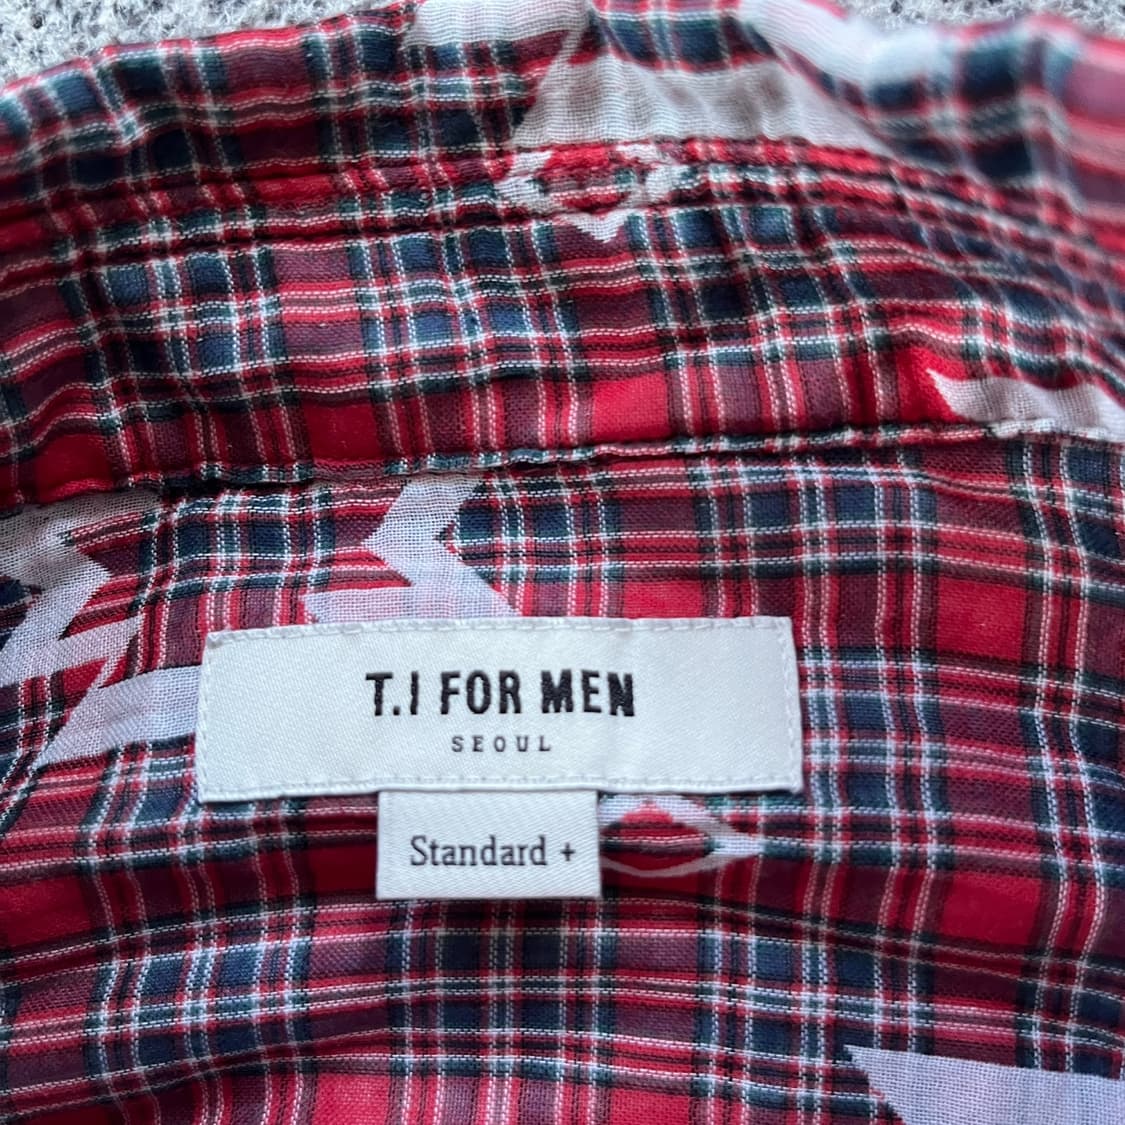 T.I FOR MEN
SEOUL
Standard +